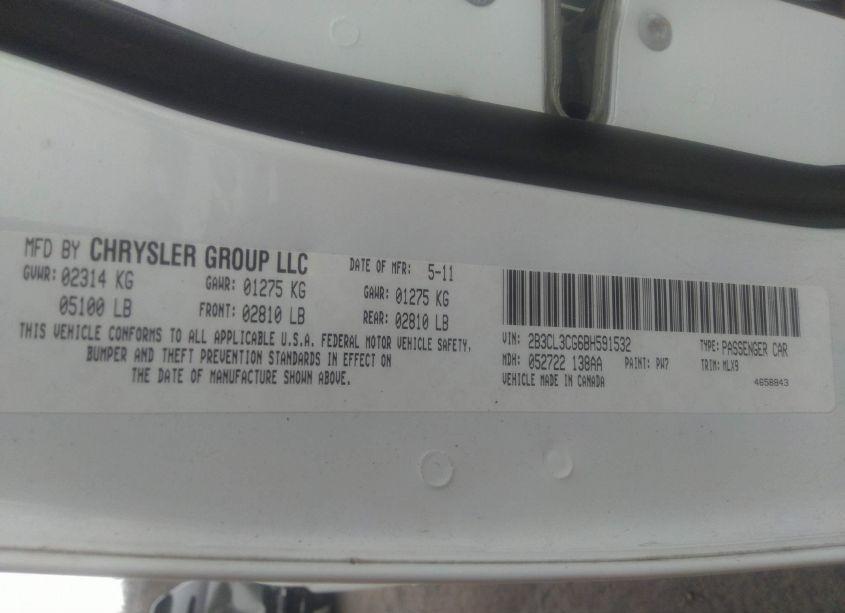 MFD BY CHRYSLER GROUP LLC
DATE OF MFR: 5-11
GVWR: 02314 KG
05100 LB
GAWR: 01275 KG
FRONT: 02810 LB
GAWR: 01275 KG
REAR: 02810 LB
THIS VEHICLE CONFORMS TO ALL APPLICABLE U.S.A. FEDERAL MOTOR VEHICLE SAFETY,
BUMPER AND THEFT PREVENTION STANDARDS IN EFFECT ON
THE DATE OF MANUFACTURE SHOWN ABOVE.
VIN: 2B3CL3CG6BH591532
TYPE: PASSENGER CAR
MDH: 052722 138AA
PAINT: PW7
TRIM: MLX9
VEHICLE MADE IN CANADA
4658943